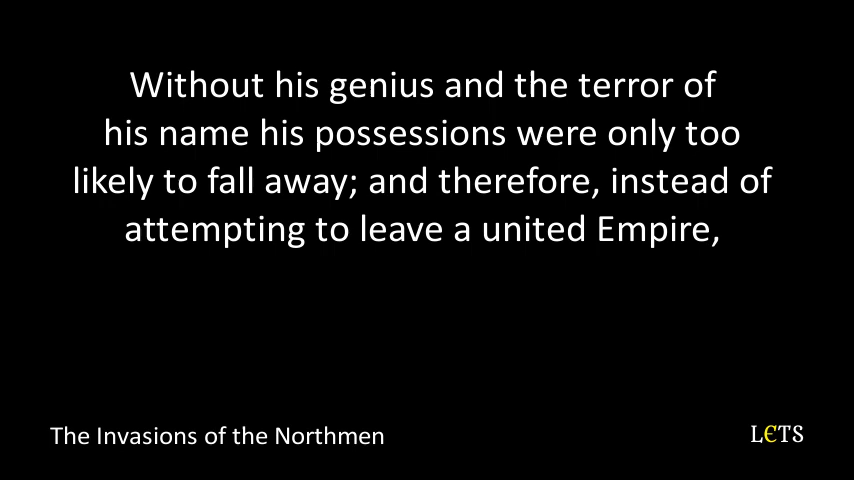 Without his genius and the terror of
his name his possessions were only too
likely to fall away; and therefore, instead of
attempting to leave a united Empire,
The Invasions of the Northmen
LЄTS